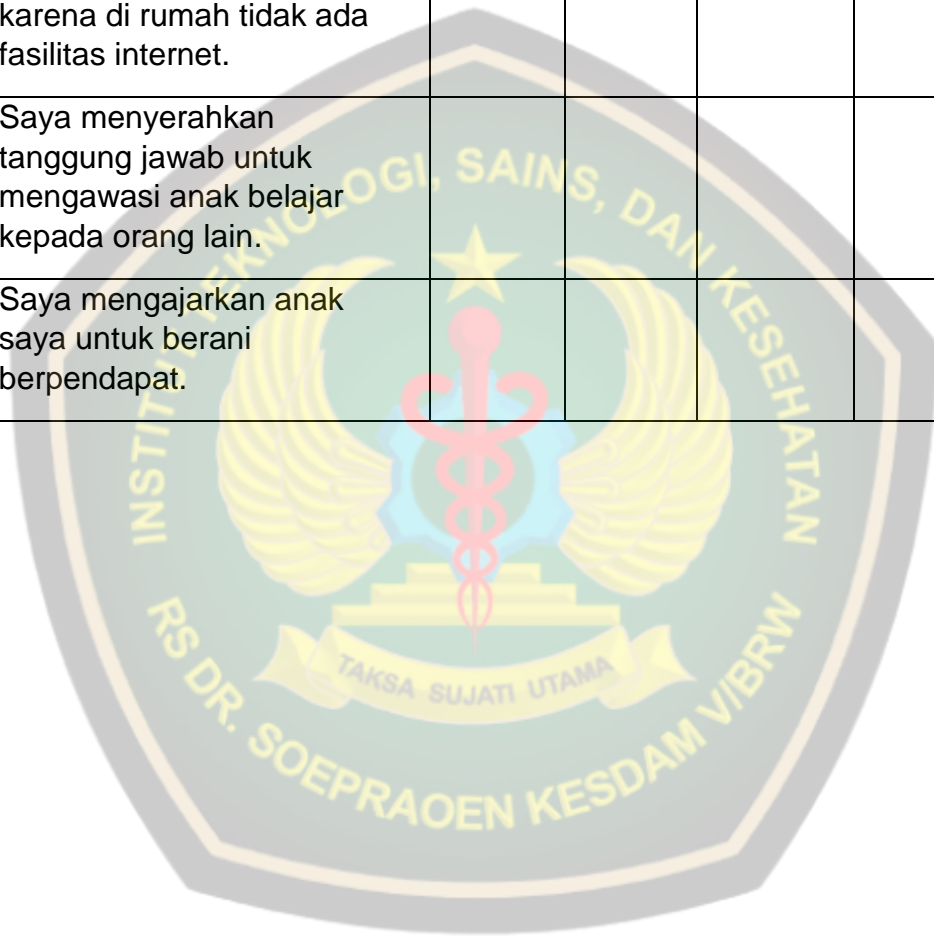 karena di rumah tidak ada
fasilitas internet.
Saya menyerahkan
tanggung jawab untuk
mengawasi anak belajar
kepada orang lain.
Saya mengajarkan anak
saya untuk berani
berpendapat.
INSTITUT TEKNOLOGI, SAINS, DAN KESEHATAN
TAKSA SUJATI UTAMA
RS DR. SOEPRAOEN KESDAM V/BRW